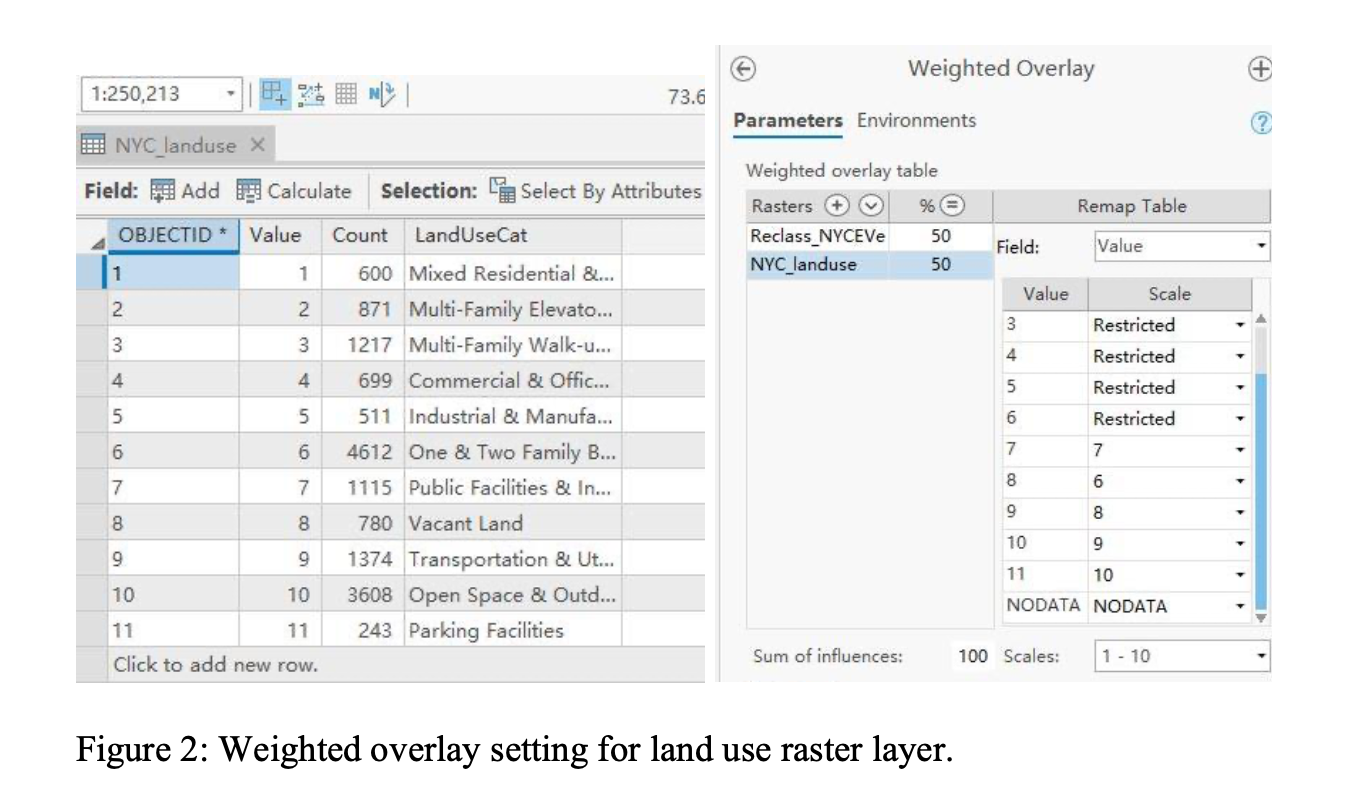 1:250,213
73.6
NYC_landuse
Field: Add Calculate Selection: Select By Attributes
OBJECTID * Value Count LandUseCat
1 1 600 Mixed Residential &...
2 2 871 Multi-Family Elevato...
3 3 1217 Multi-Family Walk-u...
4 4 699 Commercial & Offic...
5 5 511 Industrial & Manufa...
6 6 4612 One & Two Family B...
7 7 1115 Public Facilities & In...
8 8 780 Vacant Land
9 9 1374 Transportation & Ut...
10 10 3608 Open Space & Outd...
11 11 243 Parking Facilities
Click to add new row.
Weighted Overlay
Parameters Environments
Weighted overlay table
Rasters % Remap Table
Reclass_NYCEVe 50
NYC_landuse 50
Field: Value
Value Scale
3 Restricted
4 Restricted
5 Restricted
6 Restricted
7 7
8 6
9 8
10 9
11 10
NODATA NODATA
Sum of influences: 100 Scales: 1 - 10
Figure 2: Weighted overlay setting for land use raster layer.